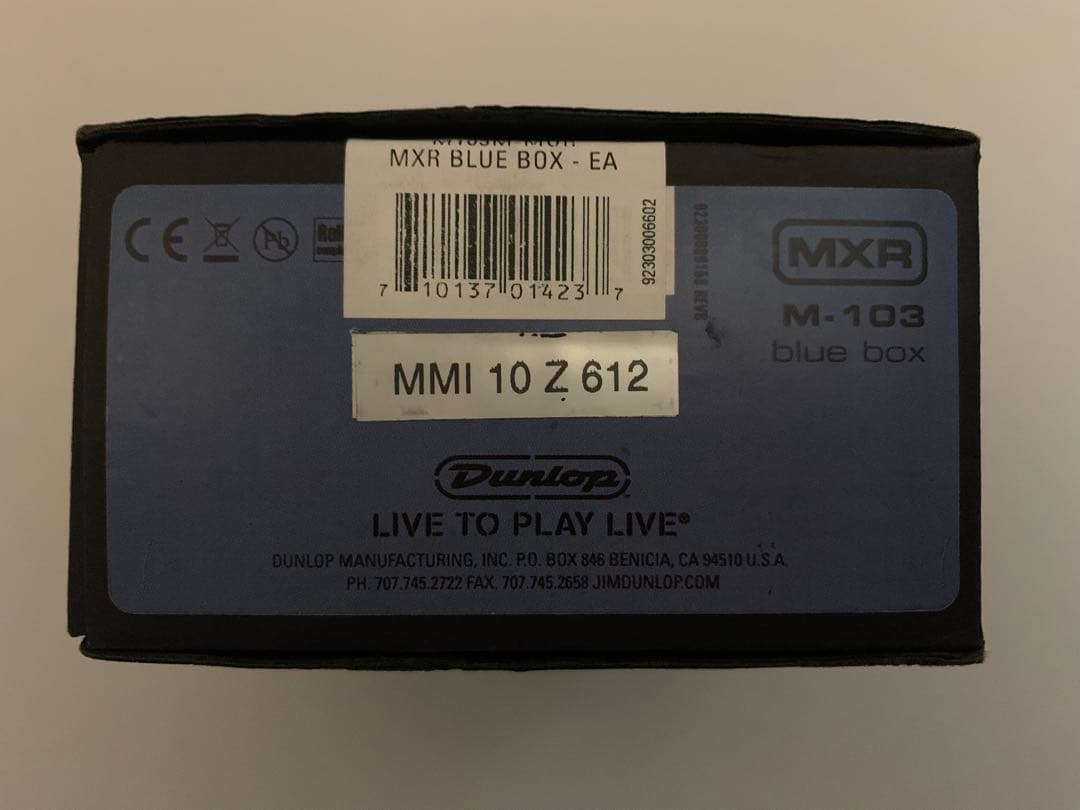 MXR BLUE BOX - EA
7 10137 01423 7
92303006602
MMI 10 Z 612
CE
Pb
RoHS
MXR
M-103
blue box
Dunlop
LIVE TO PLAY LIVE®
DUNLOP MANUFACTURING, INC. P.O. BOX 846 BENICIA, CA 94510 U.S.A.
PH. 707.745.2722 FAX. 707.745.2658 JIMDUNLOP.COM